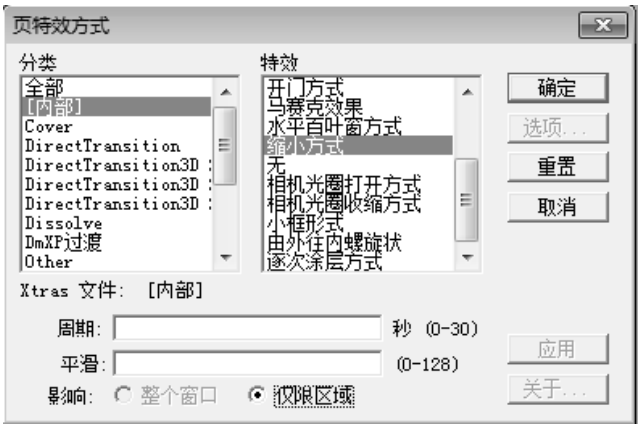 页特效方式
分类
全部
[内部]
Cover
DirectTransition
DirectTransition3D
DirectTransition3D
DirectTransition3D
Dissolve
DmXP过渡
Other
特效
开门方式
马赛克效果
水平百叶窗方式
缩小方式
无
相机光圈打开方式
相机光圈收缩方式
小框形式
由外往内螺旋状
逐次涂层方式
确定
选项...
重置
取消
Xtras 文件: [内部]
周期: 秒 (0-30)
平滑: (0-128)
影响: 整个窗口 仅限区域
应用
关于...